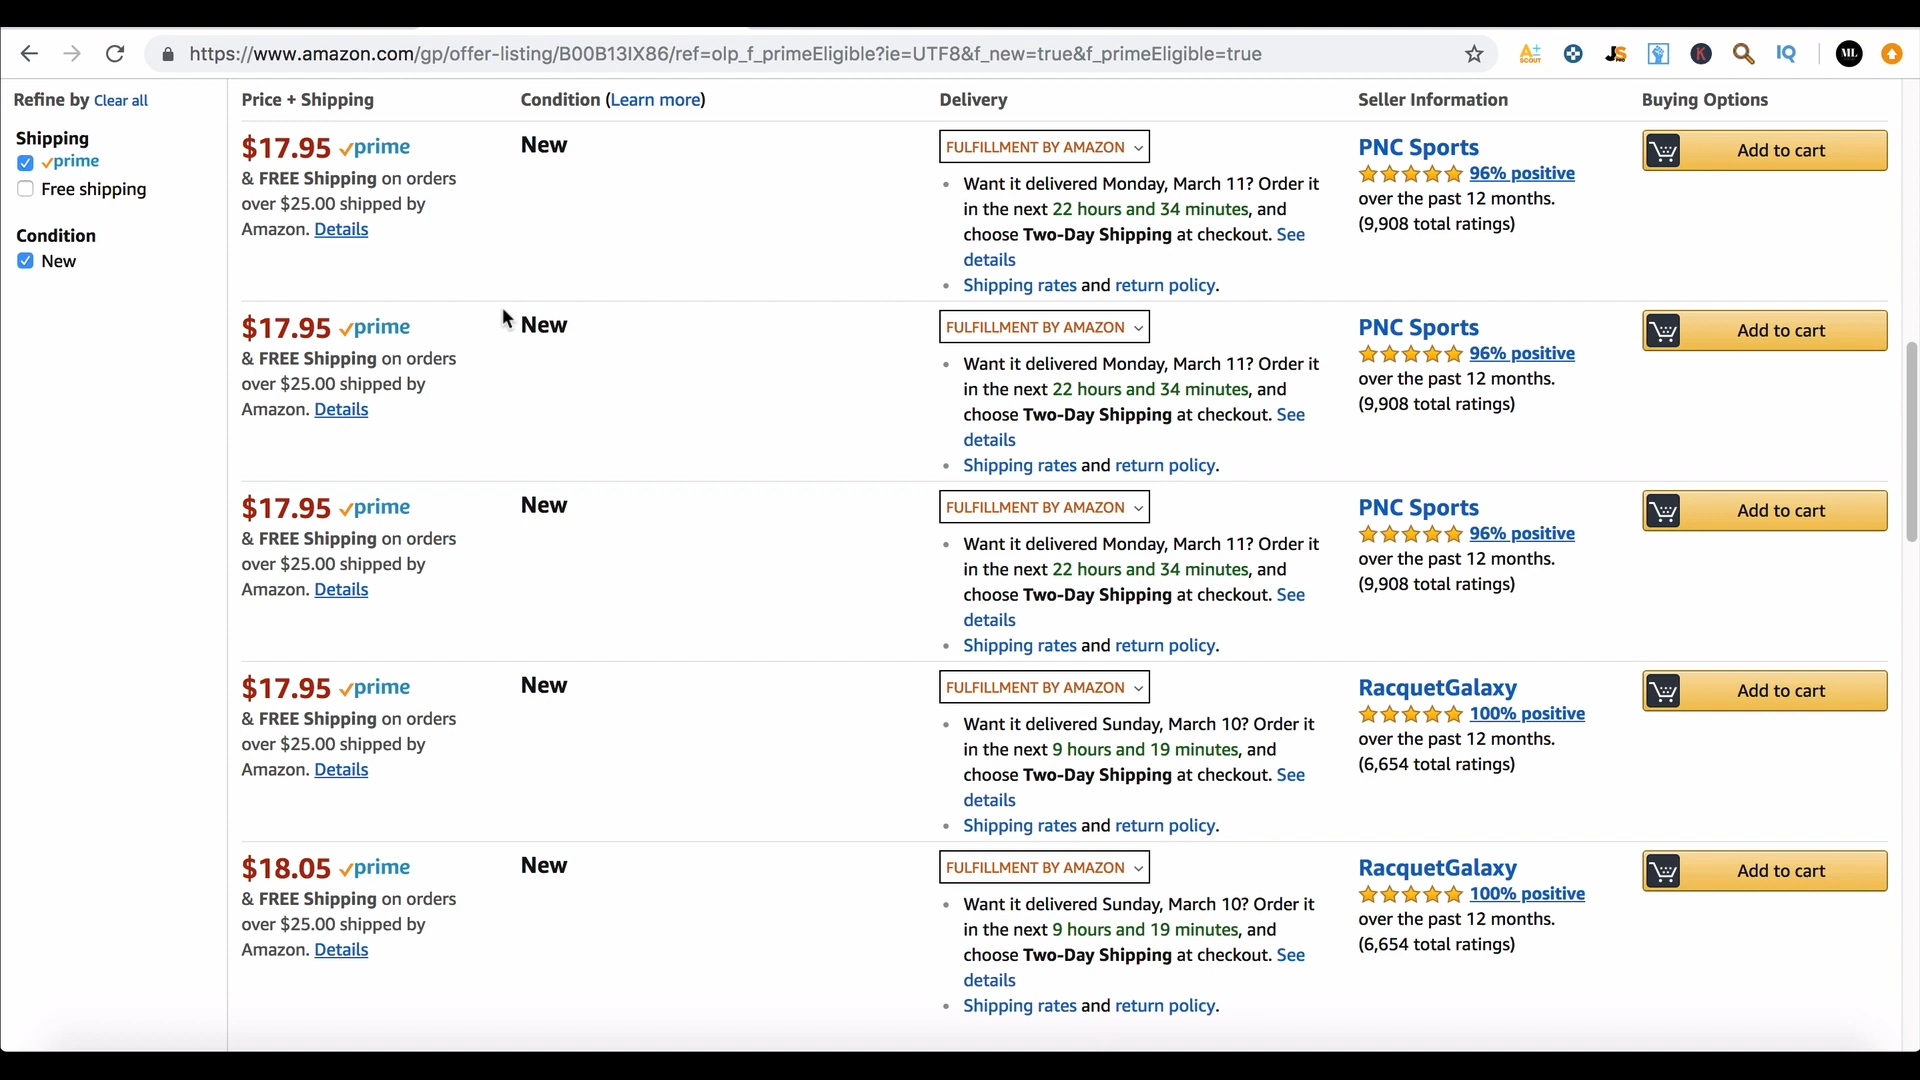 https://www.amazon.com/gp/offer-listing/B00B13IX86/ref=olp_f_primeEligible?ie=UTF8&f_new=true&f_primeEligible=true
A±
SCOUT
JS
K
IQ
ML
Refine by Clear all
Shipping
prime
Free shipping
Condition
New
Price + Shipping
Condition (Learn more)
Delivery
Seller Information
Buying Options
$17.95 prime
& FREE Shipping on orders
over $25.00 shipped by
Amazon. Details
New
FULFILLMENT BY AMAZON
Want it delivered Monday, March 11? Order it
in the next 22 hours and 34 minutes, and
choose Two-Day Shipping at checkout. See
details
Shipping rates and return policy.
PNC Sports
96% positive
over the past 12 months.
(9,908 total ratings)
Add to cart
$17.95 prime
& FREE Shipping on orders
over $25.00 shipped by
Amazon. Details
New
FULFILLMENT BY AMAZON
Want it delivered Monday, March 11? Order it
in the next 22 hours and 34 minutes, and
choose Two-Day Shipping at checkout. See
details
Shipping rates and return policy.
PNC Sports
96% positive
over the past 12 months.
(9,908 total ratings)
Add to cart
$17.95 prime
& FREE Shipping on orders
over $25.00 shipped by
Amazon. Details
New
FULFILLMENT BY AMAZON
Want it delivered Monday, March 11? Order it
in the next 22 hours and 34 minutes, and
choose Two-Day Shipping at checkout. See
details
Shipping rates and return policy.
PNC Sports
96% positive
over the past 12 months.
(9,908 total ratings)
Add to cart
$17.95 prime
& FREE Shipping on orders
over $25.00 shipped by
Amazon. Details
New
FULFILLMENT BY AMAZON
Want it delivered Sunday, March 10? Order it
in the next 9 hours and 19 minutes, and
choose Two-Day Shipping at checkout. See
details
Shipping rates and return policy.
RacquetGalaxy
100% positive
over the past 12 months.
(6,654 total ratings)
Add to cart
$18.05 prime
& FREE Shipping on orders
over $25.00 shipped by
Amazon. Details
New
FULFILLMENT BY AMAZON
Want it delivered Sunday, March 10? Order it
in the next 9 hours and 19 minutes, and
choose Two-Day Shipping at checkout. See
details
Shipping rates and return policy.
RacquetGalaxy
100% positive
over the past 12 months.
(6,654 total ratings)
Add to cart